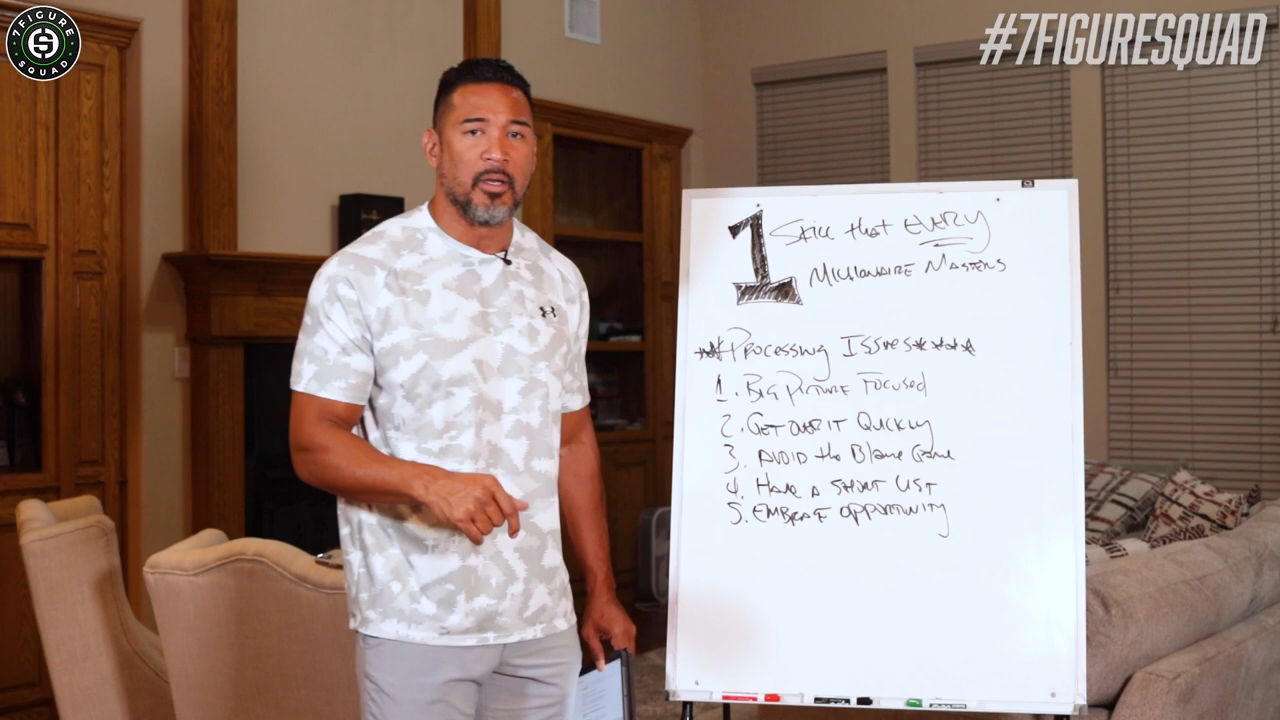 7 FIGURE
SQUAD
#7FIGURESQUAD
1 Skill that EVERY
MILLIONAIRE MASTERS
***PROCESSING ISSUES****
1. BIG PICTURE FOCUSED
2. GET OVER IT QUICKLY
3. AVOID the Blame Game
4. HAVE A SHORT LIST
5. EMBRACE OPPORTUNITY